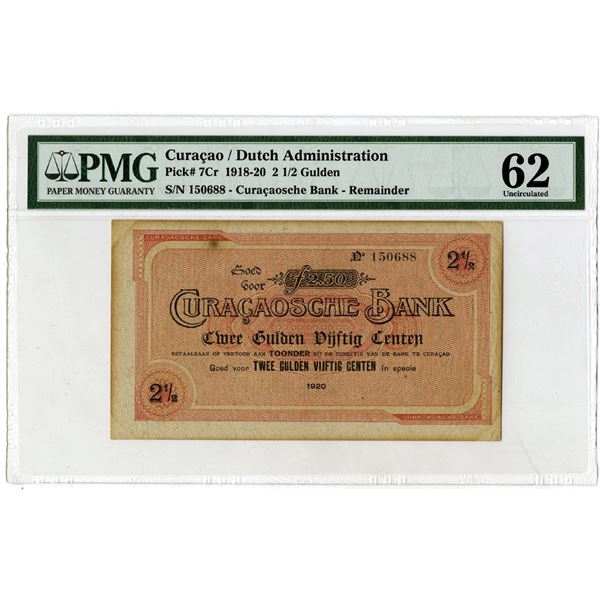 PMG
PAPER MONEY GUARANTY
Curaçao / Dutch Administration
Pick# 7Cr 1918-20 2 1/2 Gulden
S/N 150688 - Curaçaosche Bank - Remainder
62
Uncirculated
CURAÇAOSCHE BANK
Nº 150688
2½
Goed
voor
ƒ2.50
CURAÇAOSCHE BANK
Twee Gulden Vijftig Centen
BETAALBAAR OP VERTOON AAN TOONDER BIJ DE DIRECTIE VAN DE BANK TE CURAÇAO
Goed voor TWEE GULDEN VIJFTIG CENTEN in specie
1920
2½
CURAÇAOSCHE BANK